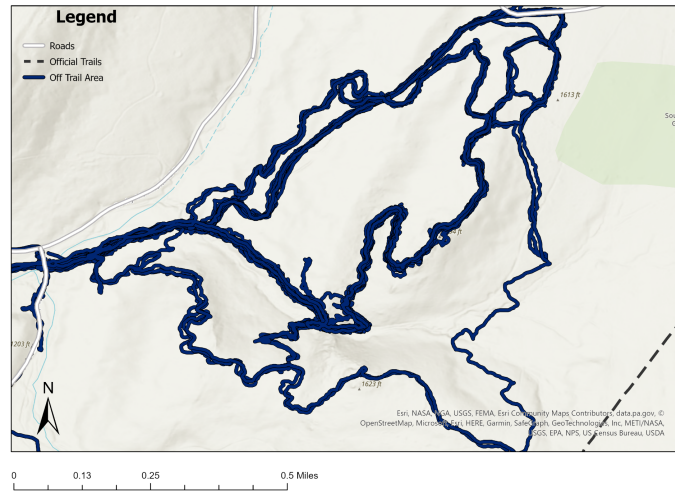 Legend
Roads
Official Trails
Off Trail Area
1613 ft
Sou
G
ft
1203 ft
N
1623 ft
Esri, NASA, NGA, USGS, FEMA, Esri Community Maps Contributors, data.pa.gov, ©
OpenStreetMap, Microsoft, Esri, HERE, Garmin, SafeGraph, GeoTechnologies, Inc, METI/NASA,
USGS, EPA, NPS, US Census Bureau, USDA
0 0.13 0.25 0.5 Miles